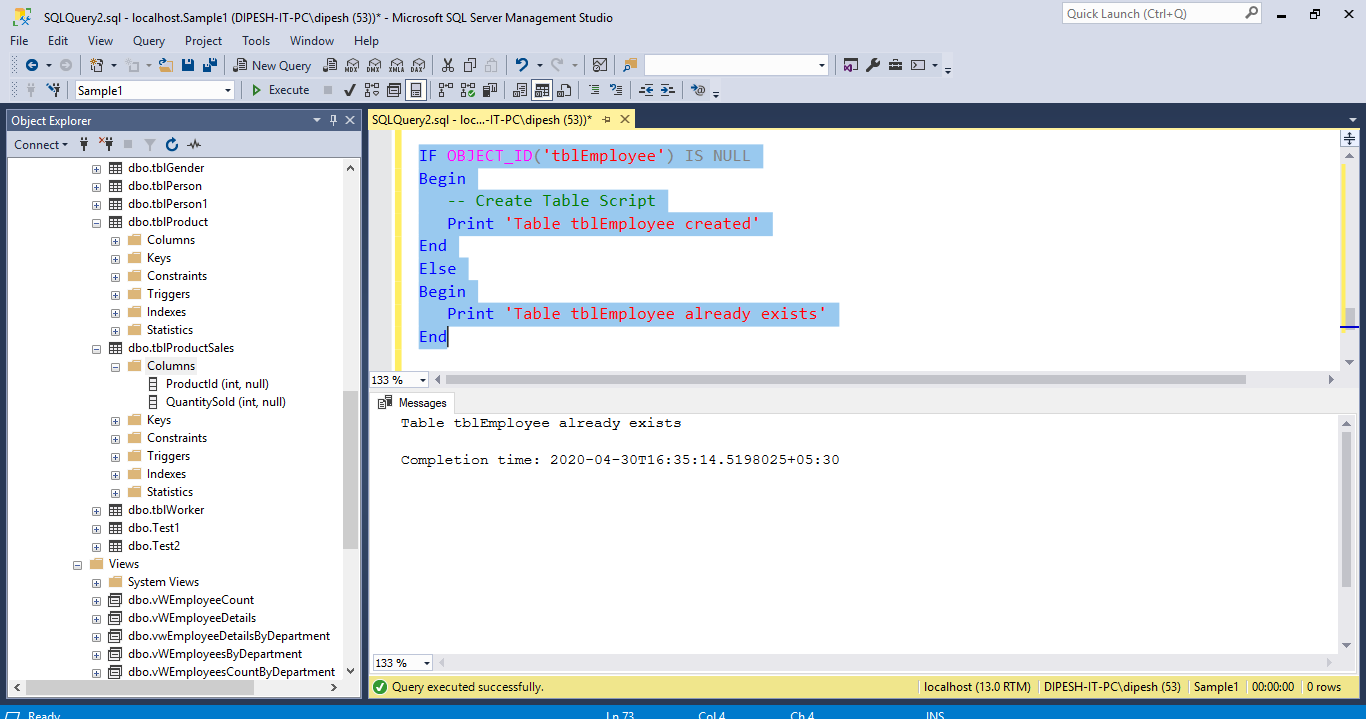 SQLQuery2.sql - localhost.Sample1 (DIPESH-IT-PC\dipesh (53))* - Microsoft SQL Server Management Studio
Quick Launch (Ctrl+Q)
File Edit View Query Project Tools Window Help
New Query MDX DMX XMLA DAX
Sample1 Execute
Object Explorer
Connect
dbo.tblGender
dbo.tblPerson
dbo.tblPerson1
dbo.tblProduct
Columns
Keys
Constraints
Triggers
Indexes
Statistics
dbo.tblProductSales
Columns
ProductId (int, null)
QuantitySold (int, null)
Keys
Constraints
Triggers
Indexes
Statistics
dbo.tblWorker
dbo.Test1
dbo.Test2
Views
System Views
dbo.vWEmployeeCount
dbo.vWEmployeeDetails
dbo.vwEmployeeDetailsByDepartment
dbo.vWEmployeesByDepartment
dbo.vWEmployeesCountByDepartment
SQLQuery2.sql - loc...-IT-PC\dipesh (53))*
IF OBJECT_ID('tblEmployee') IS NULL
Begin
-- Create Table Script
Print 'Table tblEmployee created'
End
Else
Begin
Print 'Table tblEmployee already exists'
End
133 %
Messages
Table tblEmployee already exists
Completion time: 2020-04-30T16:35:14.5198025+05:30
133 %
Query executed successfully.
localhost (13.0 RTM) DIPESH-IT-PC\dipesh (53) Sample1 00:00:00 0 rows
Ready Ln 73 Col 4 Ch 4 INS